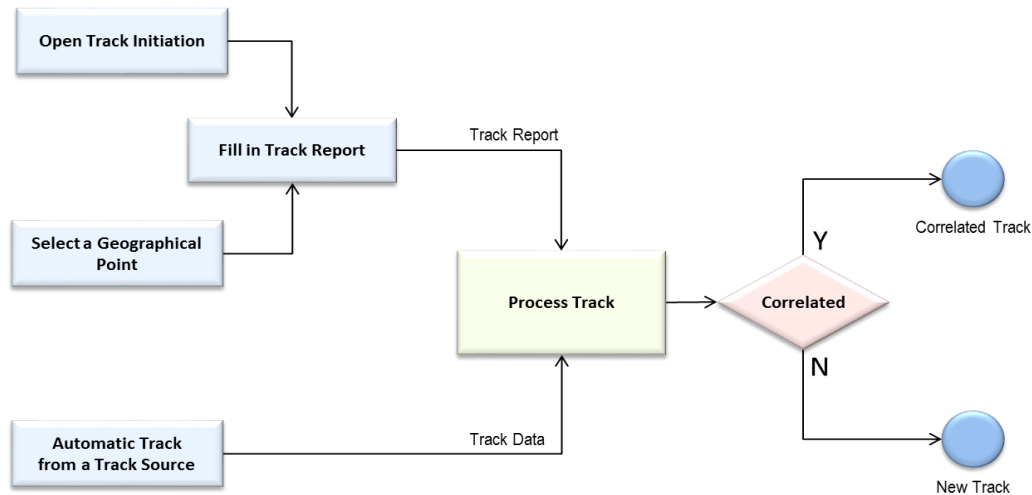 Open Track Initiation
Fill in Track Report
Track Report
Select a Geographical
Point
Correlated Track
Y
Process Track
Correlated
N
Automatic Track
from a Track Source
Track Data
New Track